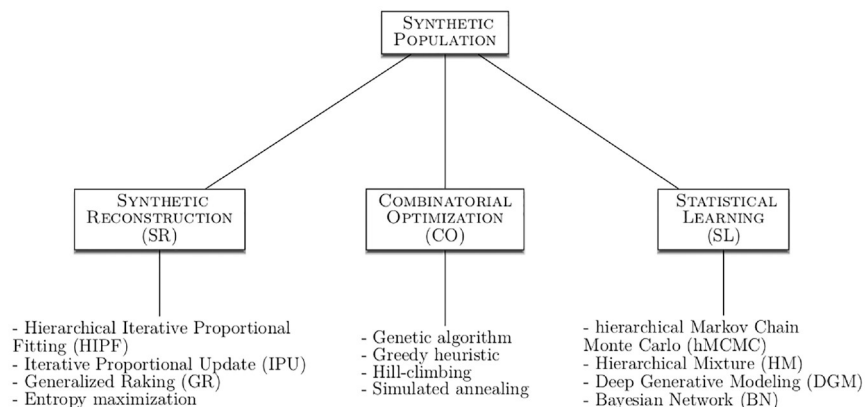 SYNTHETIC
POPULATION
SYNTHETIC
RECONSTRUCTION
(SR)
COMBINATORIAL
OPTIMIZATION
(CO)
STATISTICAL
LEARNING
(SL)
- Hierarchical Iterative Proportional
Fitting (HIPF)
- Iterative Proportional Update (IPU)
- Generalized Raking (GR)
- Entropy maximization
- Genetic algorithm
- Greedy heuristic
- Hill-climbing
- Simulated annealing
- hierarchical Markov Chain
Monte Carlo (hMCMC)
- Hierarchical Mixture (HM)
- Deep Generative Modeling (DGM)
- Bayesian Network (BN)